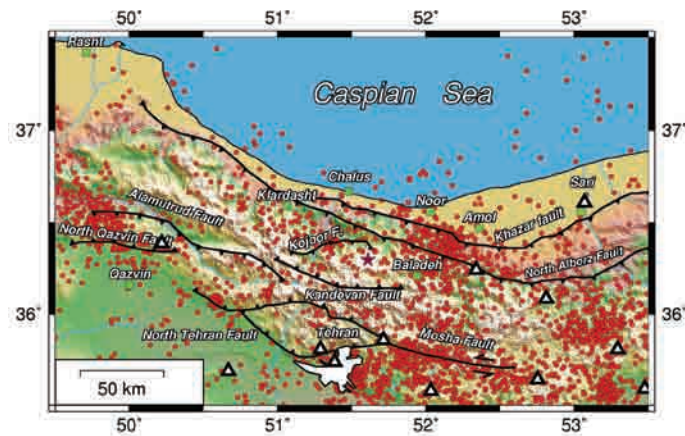 50° 51° 52° 53°
Rasht
Caspian Sea
37° 37°
Chalus
Klardasht
Sari
Noor
Alamutrud Fault
Amol
Khazar fault
North Qazvin Fault
Kojoor F.
Baladeh
North Alborz Fault
Qazvin
Kandevan Fault
36° 36°
North Tehran Fault
Tehran
Mosha Fault
50 km
50° 51° 52° 53°